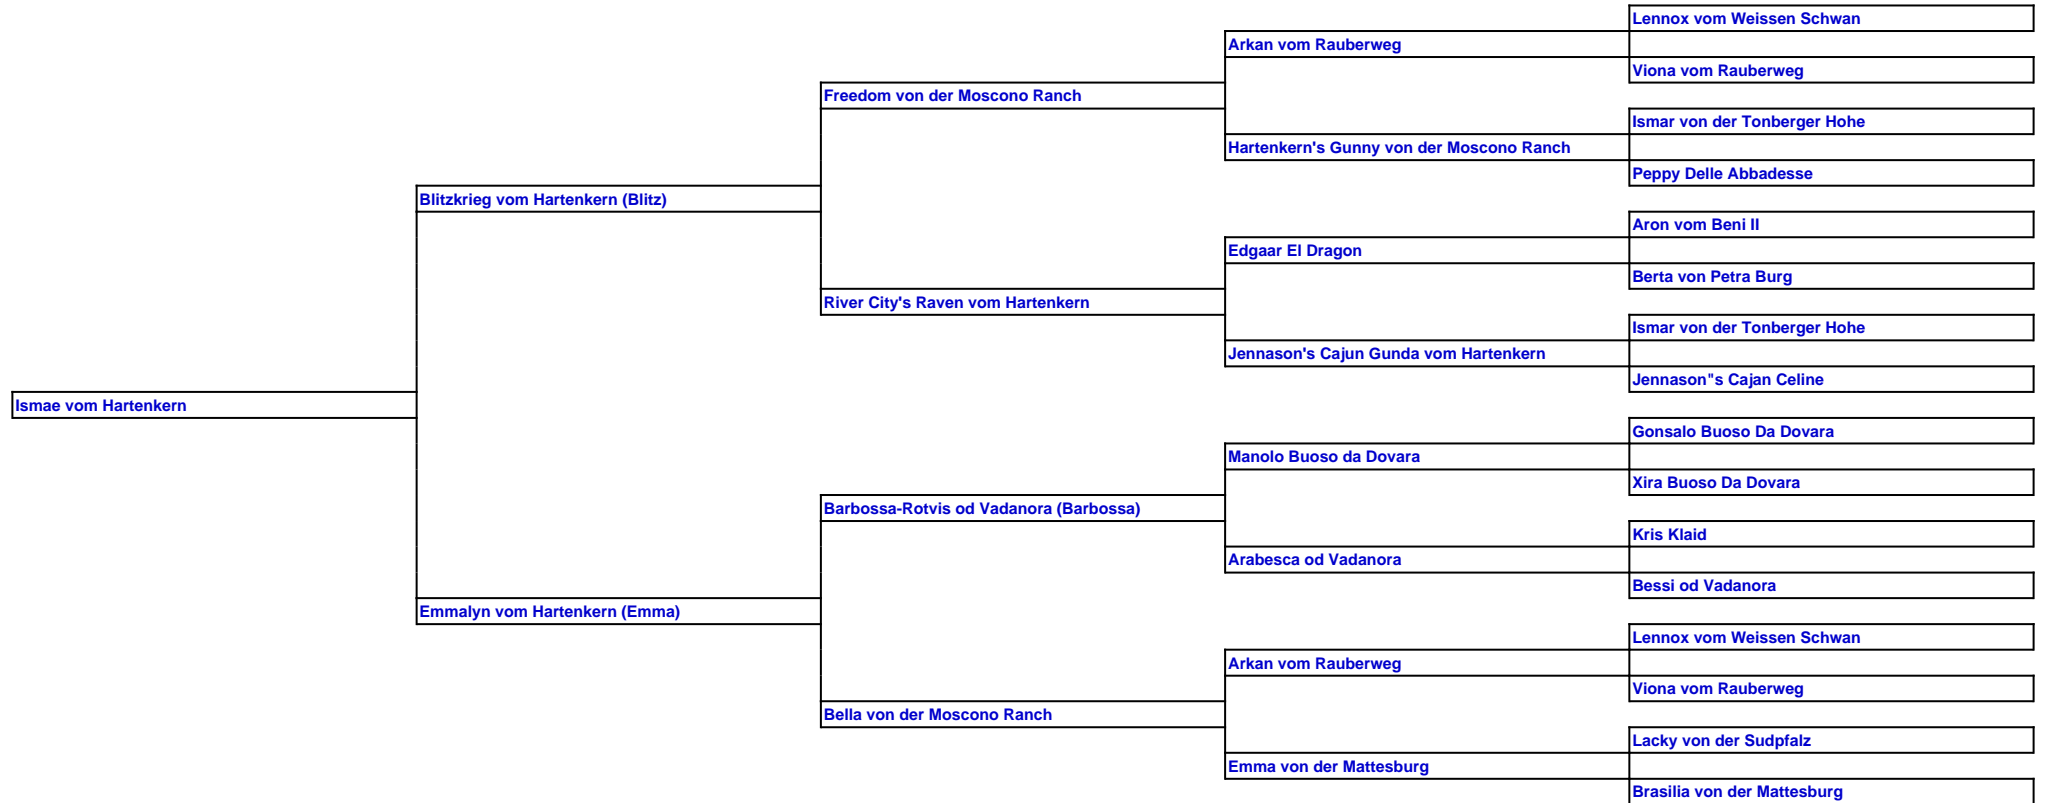 Lennox vom Weissen Schwan
Arkan vom Rauberweg
Viona vom Rauberweg
Freedom von der Moscono Ranch
Ismar von der Tonberger Hohe
Hartenkern's Gunny von der Moscono Ranch
Peppy Delle Abbadesse
Blitzkrieg vom Hartenkern (Blitz)
Aron vom Beni II
Edgaar El Dragon
Berta von Petra Burg
River City's Raven vom Hartenkern
Ismar von der Tonberger Hohe
Jennason's Cajun Gunda vom Hartenkern
Jennason"s Cajan Celine
Ismae vom Hartenkern
Gonsalo Buoso Da Dovara
Manolo Buoso da Dovara
Xira Buoso Da Dovara
Barbossa-Rotvis od Vadanora (Barbossa)
Kris Klaid
Arabesca od Vadanora
Bessi od Vadanora
Emmalyn vom Hartenkern (Emma)
Lennox vom Weissen Schwan
Arkan vom Rauberweg
Viona vom Rauberweg
Bella von der Moscono Ranch
Lacky von der Sudpfalz
Emma von der Mattesburg
Brasilia von der Mattesburg